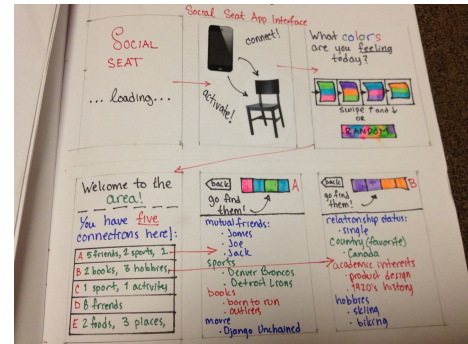 Social Seat App Interface
SOCIAL
SEAT
... loading...
connect!
activate!
What colors
are you feeling
today?
swipe ↑ and ↓
OR
RANDOM
Welcome to the
area!
You have five
connections here:
A 5 friends, 2 sports, 1
B 2 books, 3 hobbies,
C 1 sport, 1 activity
D 8 friends
E 2 foods, 3 places,
back
A
go find
them!
mutual friends:
· James
· Joe
· Jack
sports
· Denver Broncos
· Detroit Lions
books
· born to run
· outliers
movie
· Django Unchained
back
B
go find
them!
relationship status:
· single
country (favorite)
· Canada
academic interests
· product design
· 1920's history
hobbies
· skiing
· biking